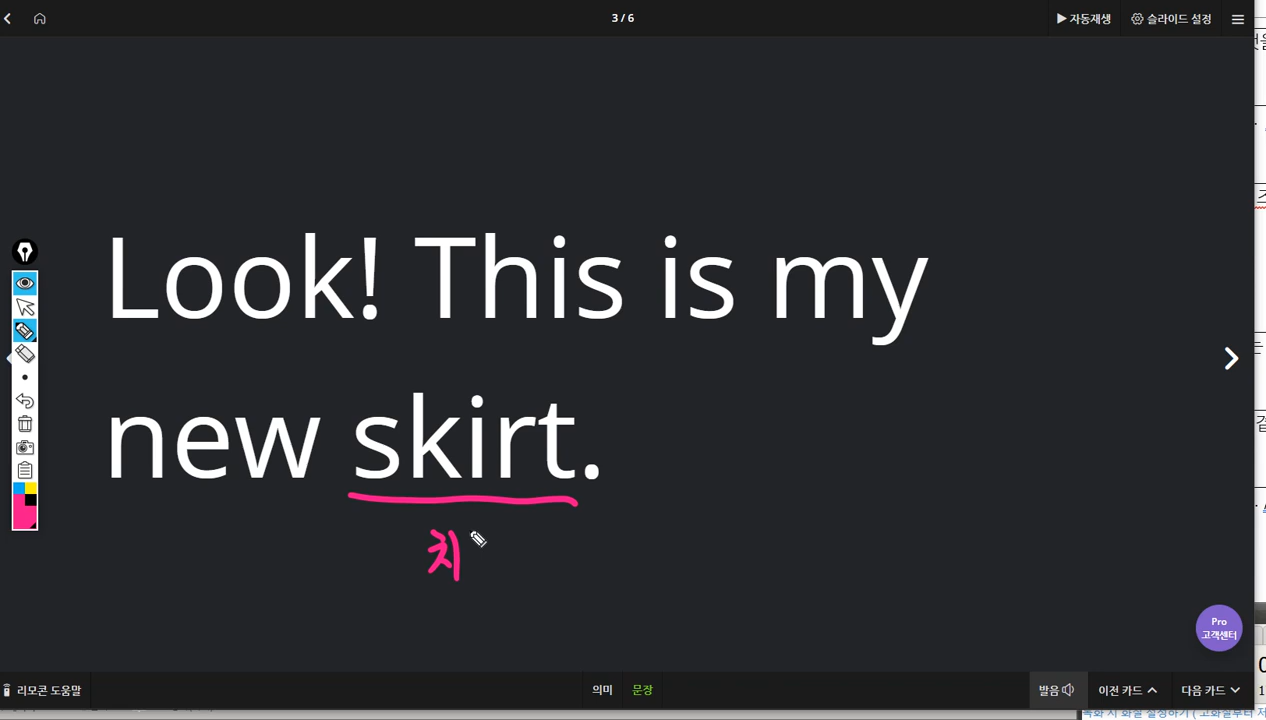 3 / 6
자동재생
슬라이드 설정
Look! This is my
new skirt.
치
Pro
고객센터
리모콘 도움말
의미
문장
발음
이전 카드
다음 카드